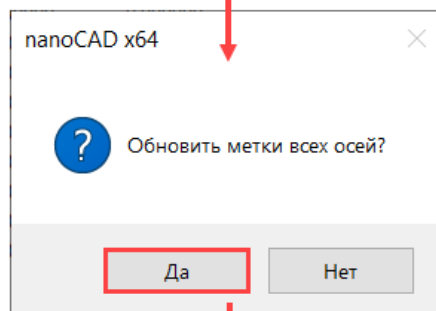 nanoCAD x64
Обновить метки всех осей?
Да
Нет